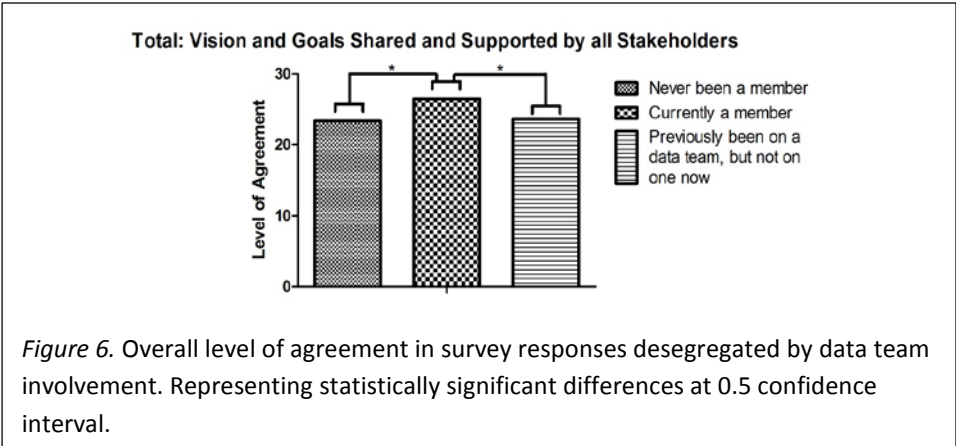 Total: Vision and Goals Shared and Supported by all Stakeholders
30
20
10
0
Level of Agreement
*
*
Never been a member
Currently a member
Previously been on a
data team, but not on
one now
Figure 6. Overall level of agreement in survey responses desegregated by data team
involvement. Representing statistically significant differences at 0.5 confidence
interval.